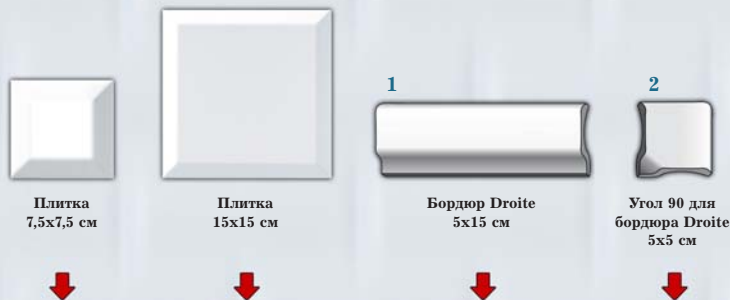 1
2
Плитка
7,5x7,5 см
Плитка
15x15 см
Бордюр Droite
5x15 см
Угол 90 для
бордюра Droite
5x5 см